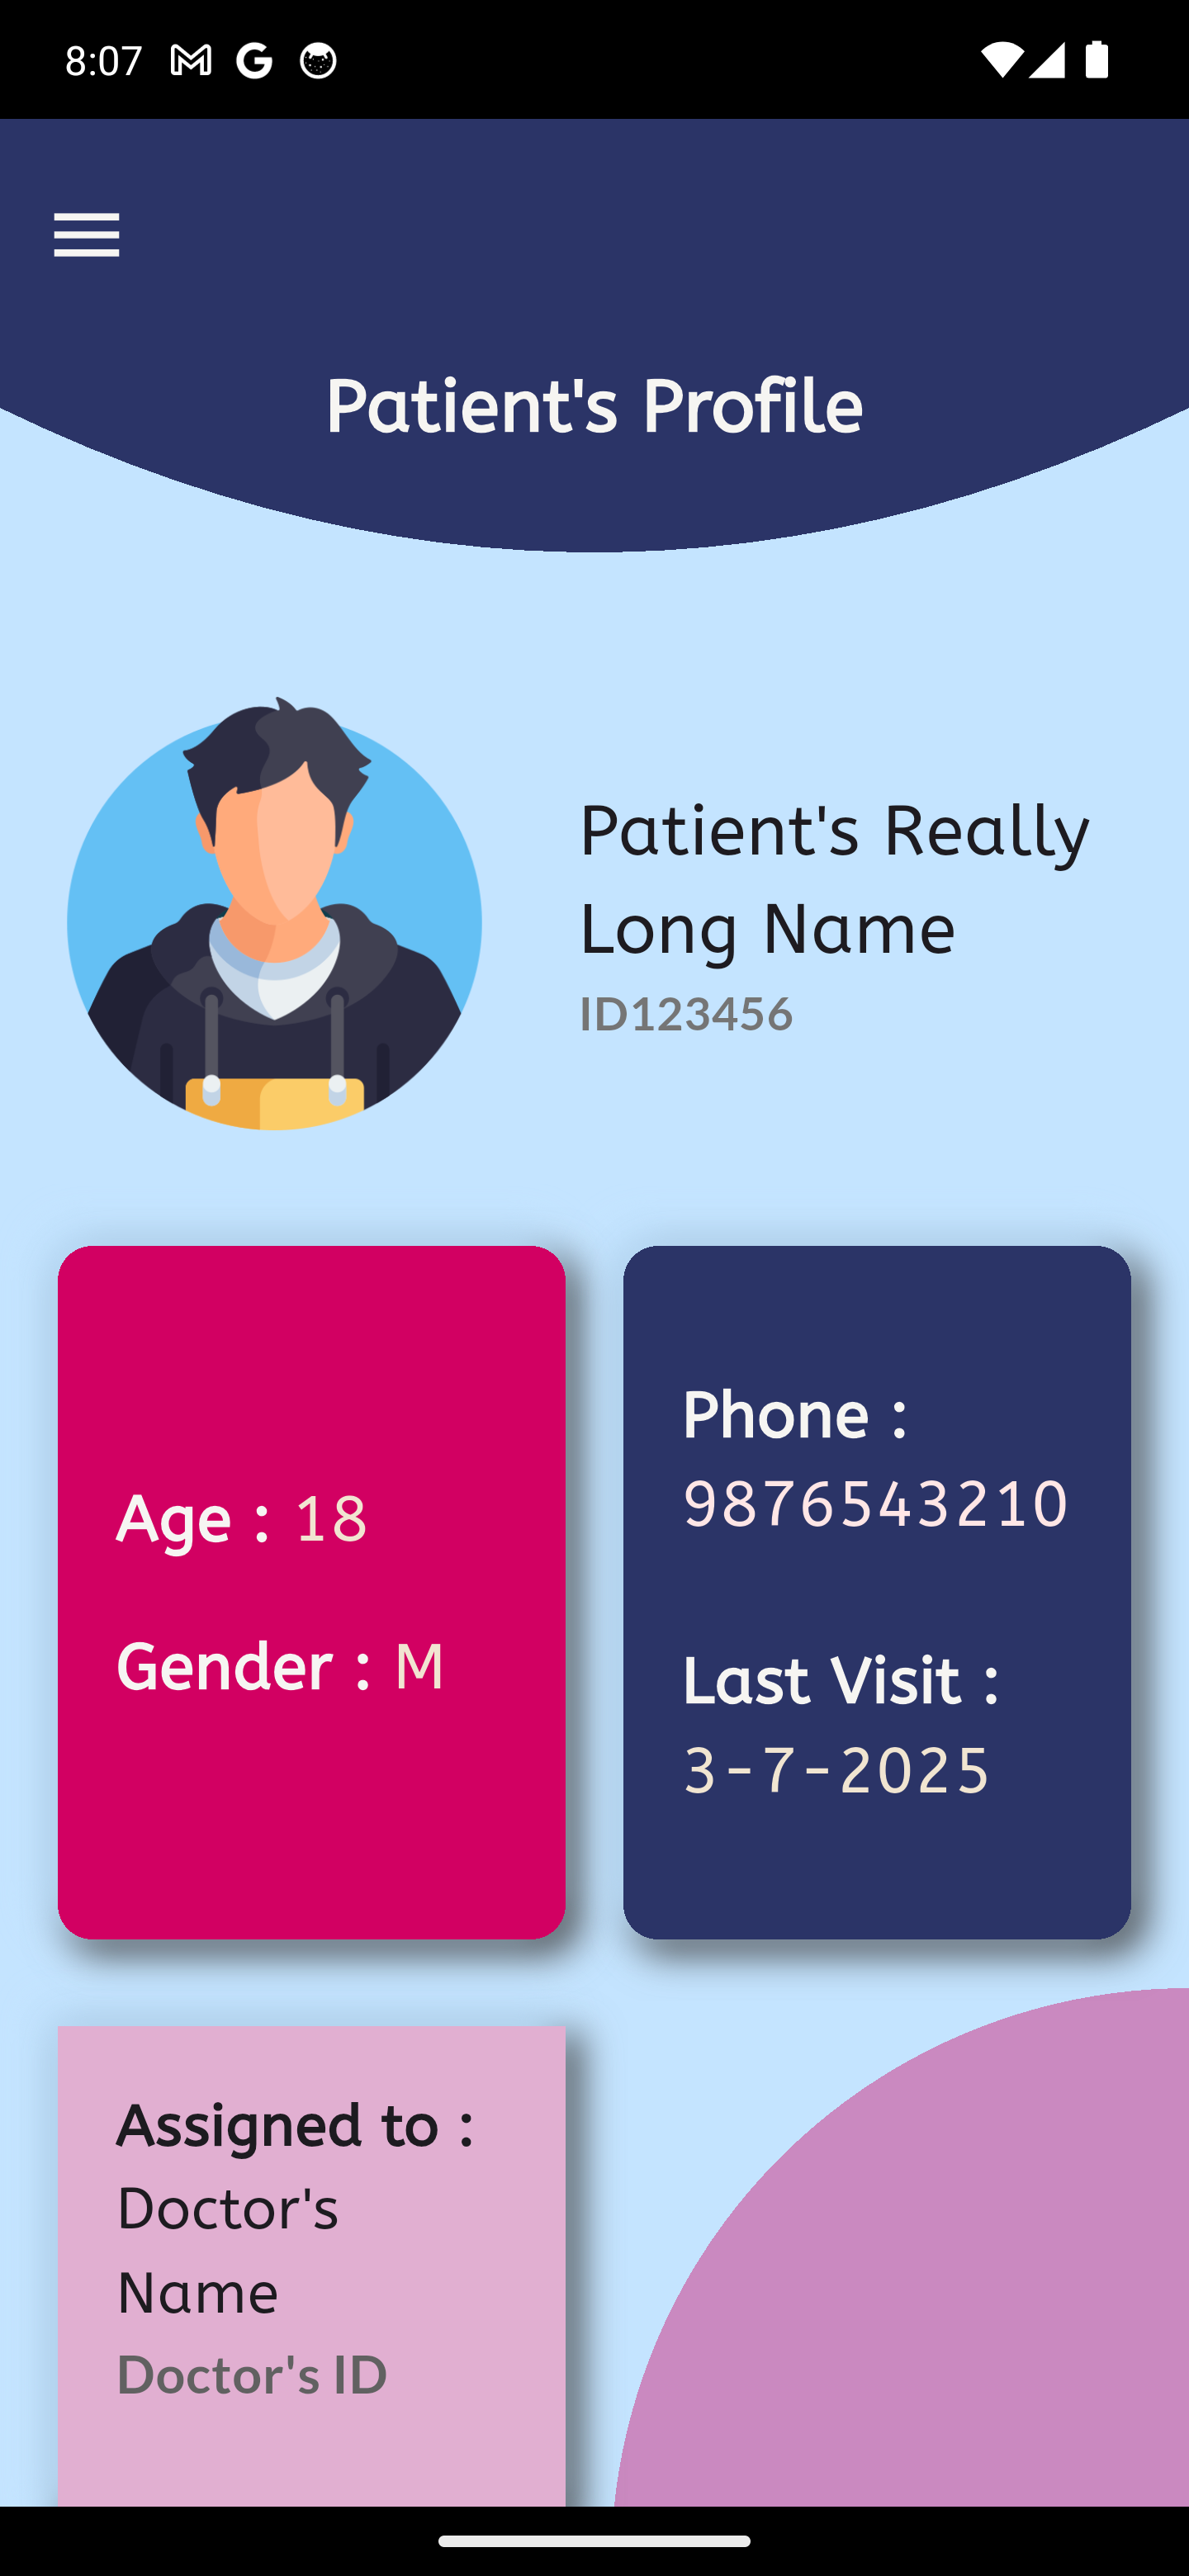 8:07
Patient's Profile
Patient's Really
Long Name
ID123456
Age : 18
Gender : M
Phone :
9876543210
Last Visit :
3-7-2025
Assigned to :
Doctor's
Name
Doctor's ID